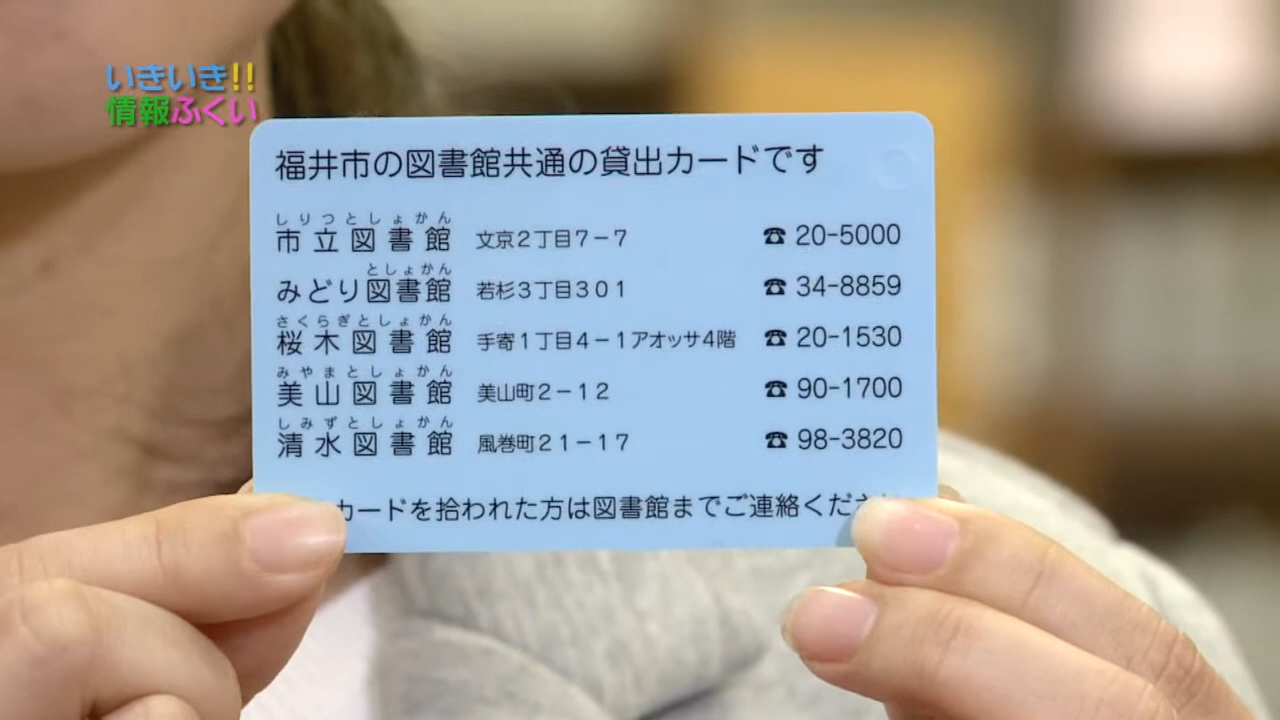 いきいき!!
情報ふくい
福井市の図書館共通の貸出カードです
しりつとしょかん
市立図書館 文京2丁目7-7 ☎ 20-5000
としょかん
みどり図書館 若杉3丁目301 ☎ 34-8859
さくらぎとしょかん
桜木図書館 手寄1丁目4-1アオッサ4階 ☎ 20-1530
みやまとしょかん
美山図書館 美山町2-12 ☎ 90-1700
しみずとしょかん
清水図書館 風巻町21-17 ☎ 98-3820
カードを拾われた方は図書館までご連絡くださ